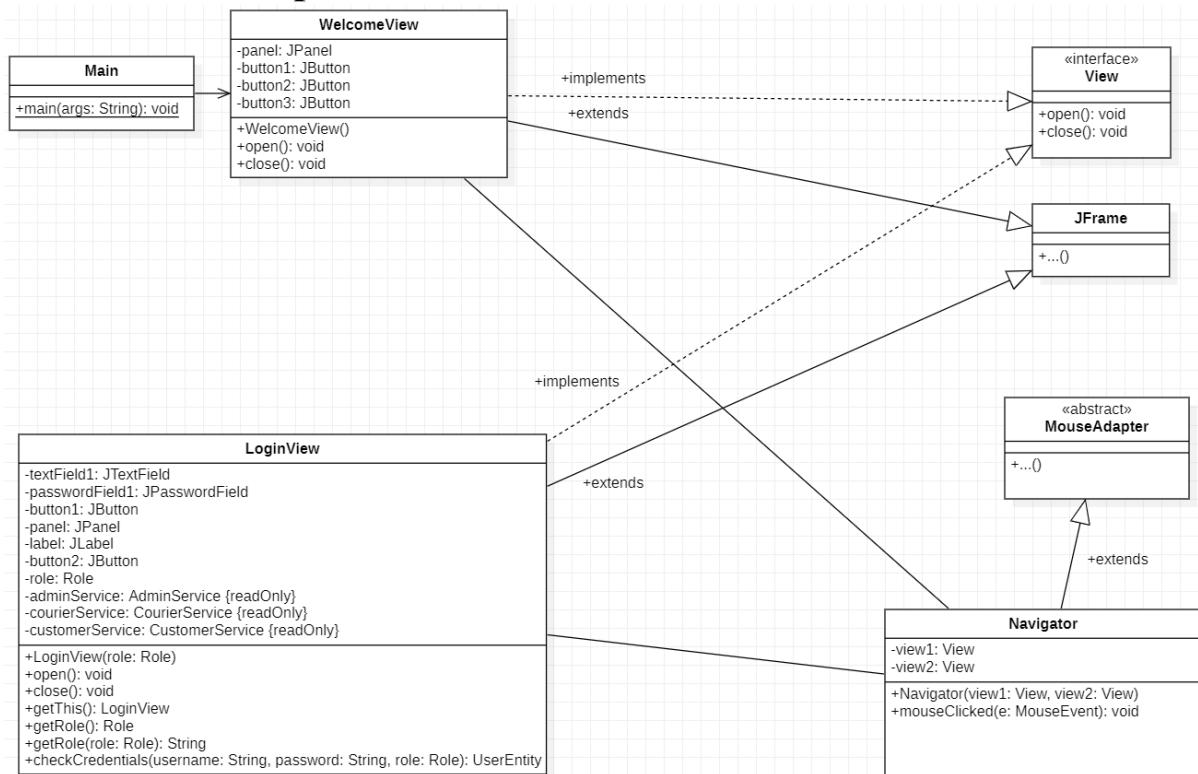 WelcomeView
-panel: JPanel
-button1: JButton
-button2: JButton
-button3: JButton
+WelcomeView()
+open(): void
+close(): void
Main
+main(args: String): void
+implements
+extends
«interface»
View
+open(): void
+close(): void
JFrame
+...()
+implements
+extends
«abstract»
MouseAdapter
+...()
+extends
LoginView
-textField1: JTextField
-passwordField1: JPasswordField
-button1: JButton
-panel: JPanel
-label: JLabel
-button2: JButton
-role: Role
-adminService: AdminService {readOnly}
-courierService: CourierService {readOnly}
-customerService: CustomerService {readOnly}
+LoginView(role: Role)
+open(): void
+close(): void
+getThis(): LoginView
+getRole(): Role
+getRole(role: Role): String
+checkCredentials(username: String, password: String, role: Role): UserEntity
Navigator
-view1: View
-view2: View
+Navigator(view1: View, view2: View)
+mouseClicked(e: MouseEvent): void